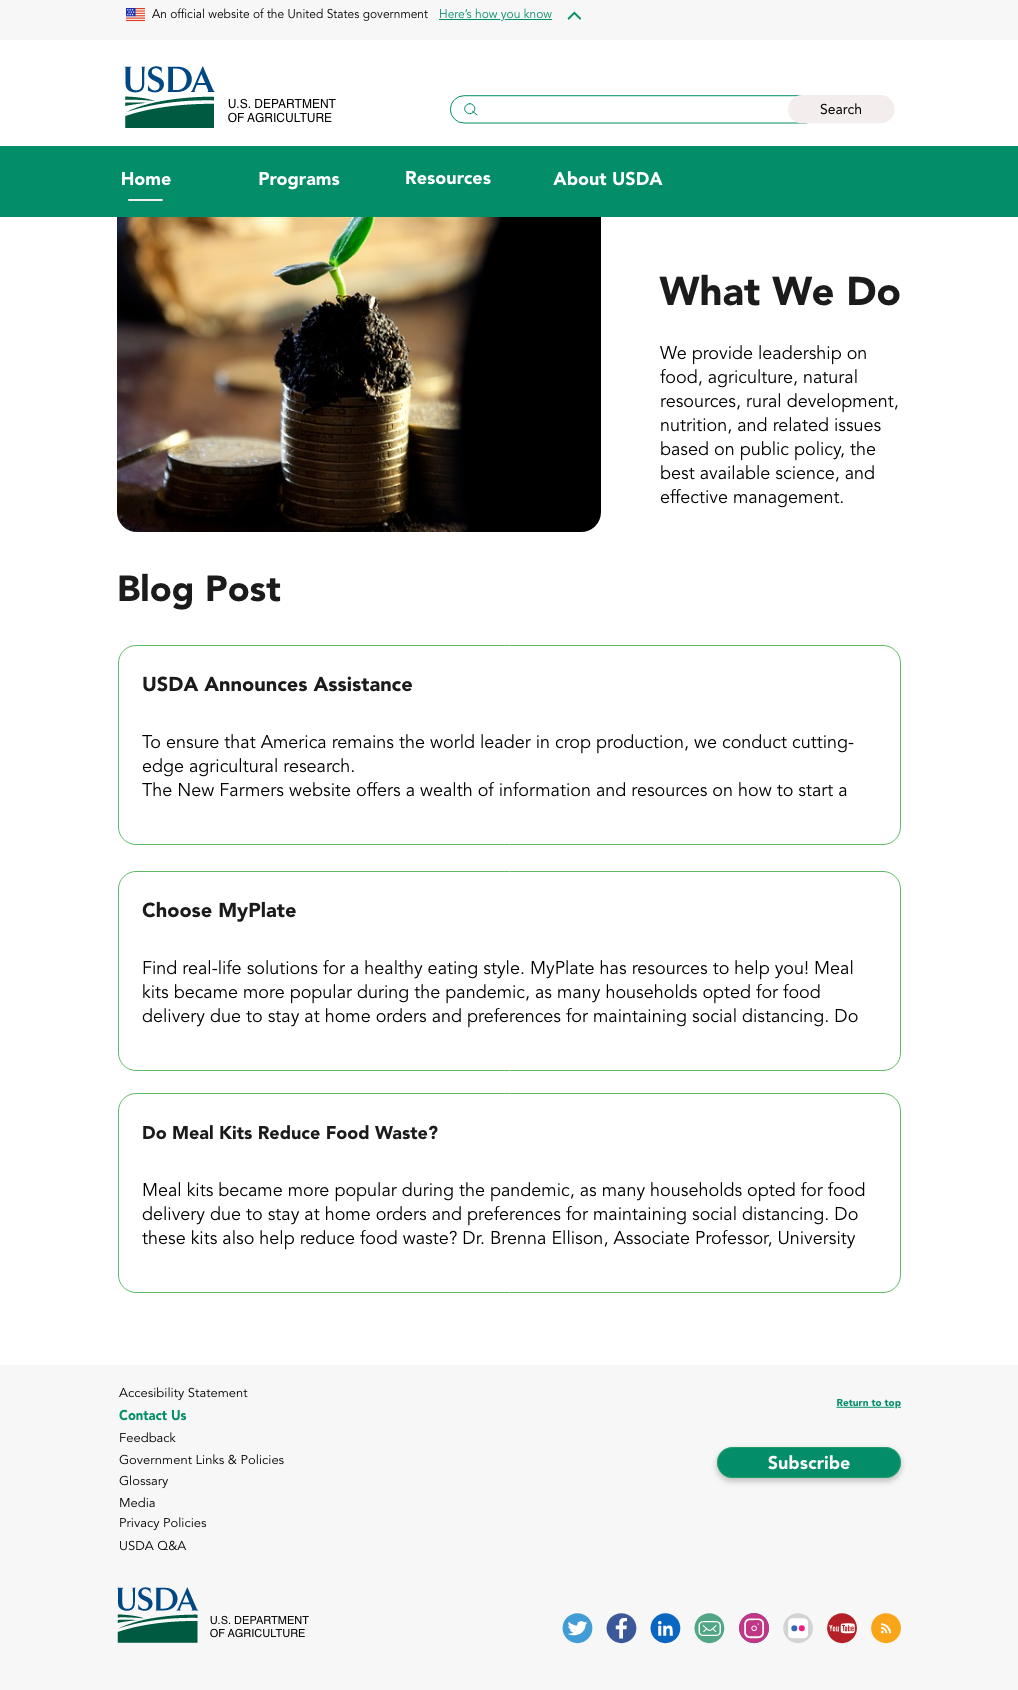 An official website of the United States government Here's how you know
USDA
U.S. DEPARTMENT
OF AGRICULTURE
Search
Home Programs Resources About USDA
What We Do
We provide leadership on
food, agriculture, natural
resources, rural development,
nutrition, and related issues
based on public policy, the
best available science, and
effective management.
Blog Post
USDA Announces Assistance
To ensure that America remains the world leader in crop production, we conduct cutting-
edge agricultural research.
The New Farmers website offers a wealth of information and resources on how to start a
Choose MyPlate
Find real-life solutions for a healthy eating style. MyPlate has resources to help you! Meal
kits became more popular during the pandemic, as many households opted for food
delivery due to stay at home orders and preferences for maintaining social distancing. Do
Do Meal Kits Reduce Food Waste?
Meal kits became more popular during the pandemic, as many households opted for food
delivery due to stay at home orders and preferences for maintaining social distancing. Do
these kits also help reduce food waste? Dr. Brenna Ellison, Associate Professor, University
Accesibility Statement
Contact Us
Feedback
Government Links & Policies
Glossary
Media
Privacy Policies
USDA Q&A
Return to top
Subscribe
USDA
U.S. DEPARTMENT
OF AGRICULTURE
f in You Tube